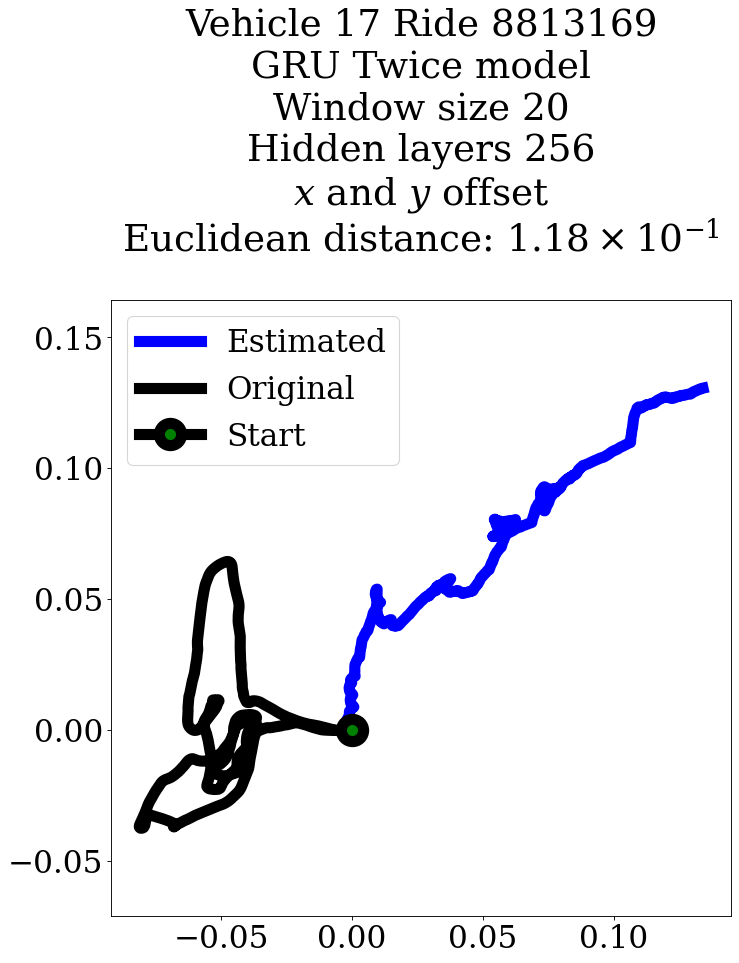 Vehicle 17 Ride 8813169
GRU Twice model
Window size 20
Hidden layers 256
x and y offset
Euclidean distance: 1.18 × 10⁻¹
Estimated
Original
Start
0.15
0.10
0.05
0.00
−0.05
−0.05 0.00 0.05 0.10